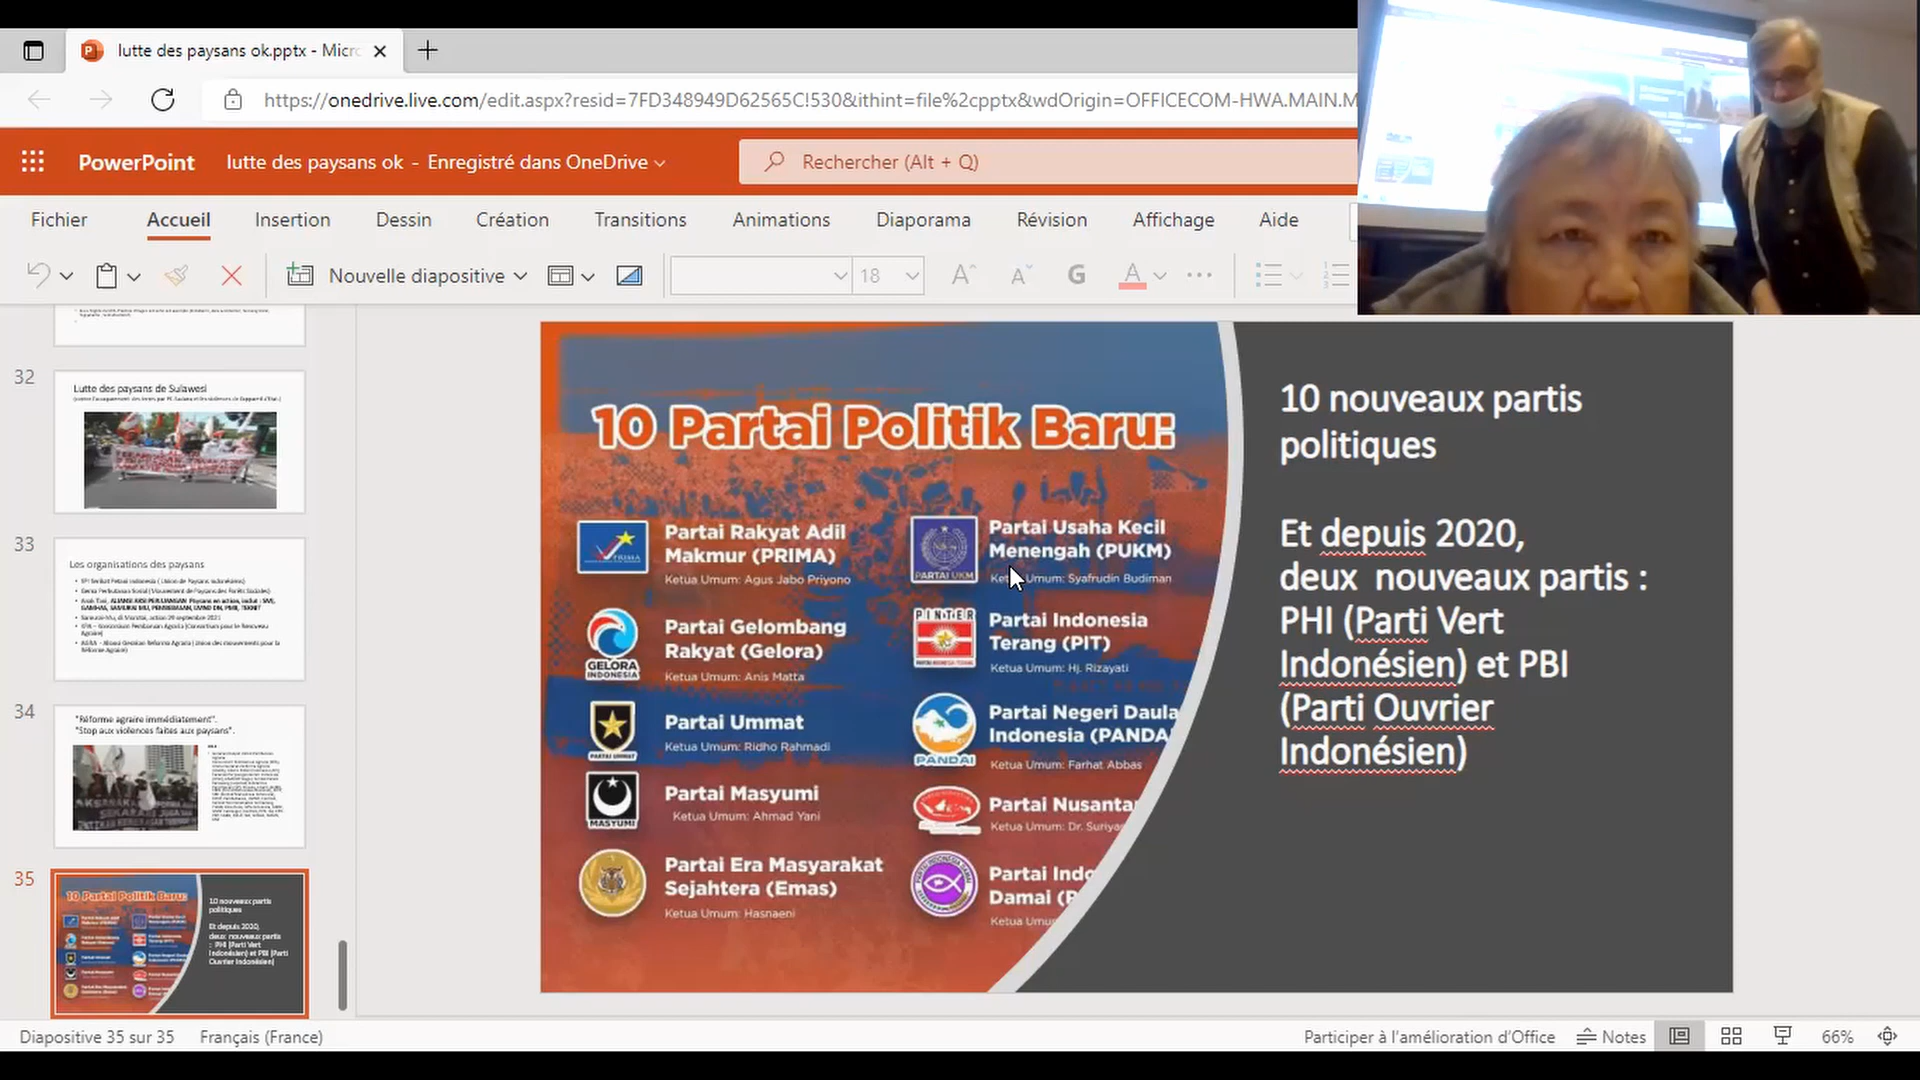 lutte des paysans ok.pptx - Micro
https://onedrive.live.com/edit.aspx?resid=7FD348949D62565C!530&ithint=file%2cpptx&wdOrigin=OFFICECOM-HWA.MAIN.M
PowerPoint
lutte des paysans ok - Enregistré dans OneDrive
Rechercher (Alt + Q)
Fichier
Accueil
Insertion
Dessin
Création
Transitions
Animations
Diaporama
Révision
Affichage
Aide
Nouvelle diapositive
18
G
32
Lutte des paysans de Sulawesi
33
Les organisations des paysans
34
"Réforme agraire immédiatement".
"Stop aux violences faites aux paysans".
35
10 Partai Politik Baru:
Partai Rakyat Adil
Makmur (PRIMA)
Ketua Umum: Agus Jabo Priyono
PRIMA
Partai Gelombang
Rakyat (Gelora)
Ketua Umum: Anis Matta
GELORA
INDONESIA
Partai Ummat
Ketua Umum: Ridho Rahmadi
PARTAI UMMAT
Partai Masyumi
Ketua Umum: Ahmad Yani
MASYUMI
Partai Era Masyarakat
Sejahtera (Emas)
Ketua Umum: Hasnaeni
Partai Usaha Kecil
Menengah (PUKM)
Ketua Umum: Syafrudin Budiman
PARTAI UKM
Partai Indonesia
Terang (PIT)
Ketua Umum: Hj. Rizayati
PINTER
Partai Negeri Daula
Indonesia (PANDA
Ketua Umum: Farhat Abbas
PANDAI
Partai Nusanta
Ketua Umum: Dr. Suriya
Partai Indo
Damai (P
Ketua Umu
10 nouveaux partis
politiques
Et depuis 2020,
deux nouveaux partis :
PHI (Parti Vert
Indonésien) et PBI
(Parti Ouvrier
Indonésien)
Diapositive 35 sur 35
Français (France)
Participer à l'amélioration d'Office
Notes
66%